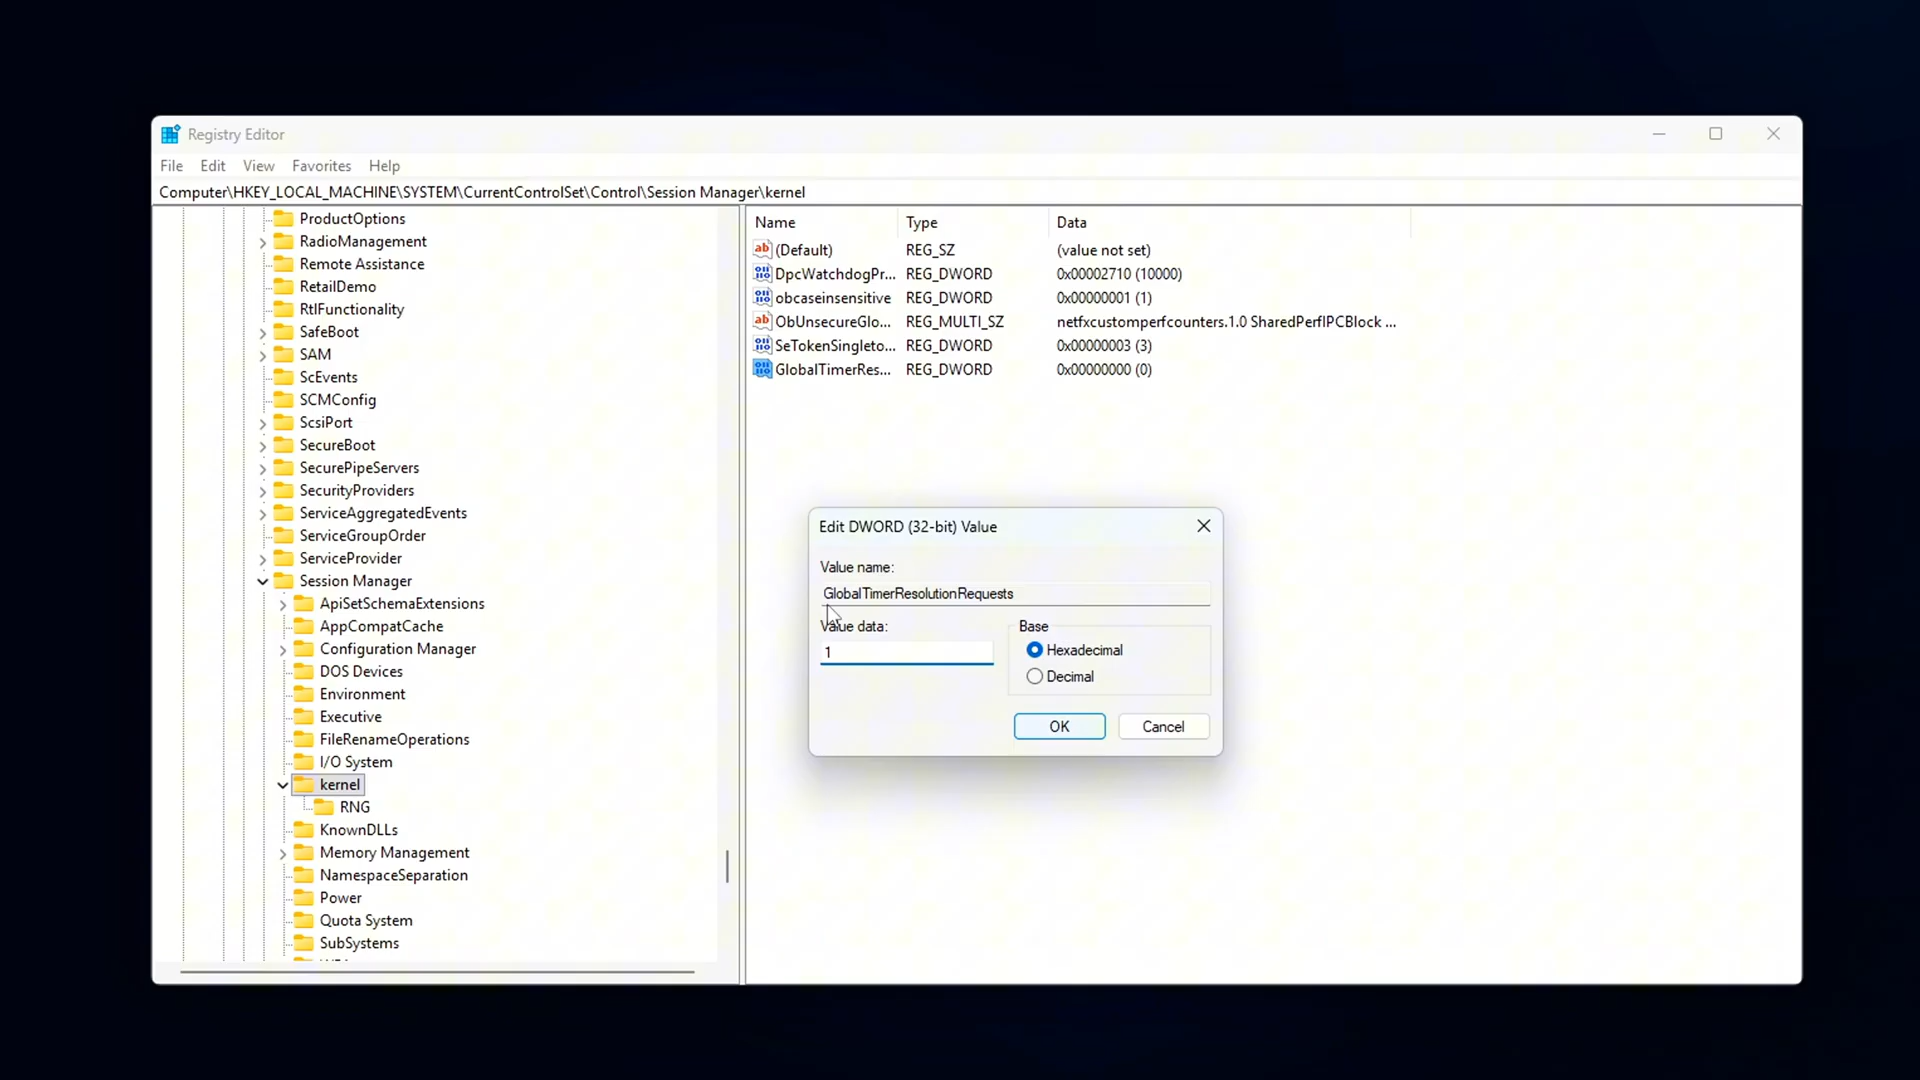 Registry Editor
File Edit View Favorites Help
Computer\HKEY_LOCAL_MACHINE\SYSTEM\CurrentControlSet\Control\Session Manager\kernel
ProductOptions
RadioManagement
Remote Assistance
RetailDemo
RtlFunctionality
SafeBoot
SAM
ScEvents
SCMConfig
ScsiPort
SecureBoot
SecurePipeServers
SecurityProviders
ServiceAggregatedEvents
ServiceGroupOrder
ServiceProvider
Session Manager
ApiSetSchemaExtensions
AppCompatCache
Configuration Manager
DOS Devices
Environment
Executive
FileRenameOperations
I/O System
kernel
RNG
KnownDLLs
Memory Management
NamespaceSeparation
Power
Quota System
SubSystems
Name Type Data
(Default) REG_SZ (value not set)
DpcWatchdogPr... REG_DWORD 0x00002710 (10000)
obcaseinsensitive REG_DWORD 0x00000001 (1)
ObUnsecureGlo... REG_MULTI_SZ netfxcustomperfcounters.1.0 SharedPerfIPCBlock ...
SeTokenSingleto... REG_DWORD 0x00000003 (3)
GlobalTimerRes... REG_DWORD 0x00000000 (0)
Edit DWORD (32-bit) Value
Value name:
GlobalTimerResolutionRequests
Value data:
1
Base
Hexadecimal
Decimal
OK Cancel